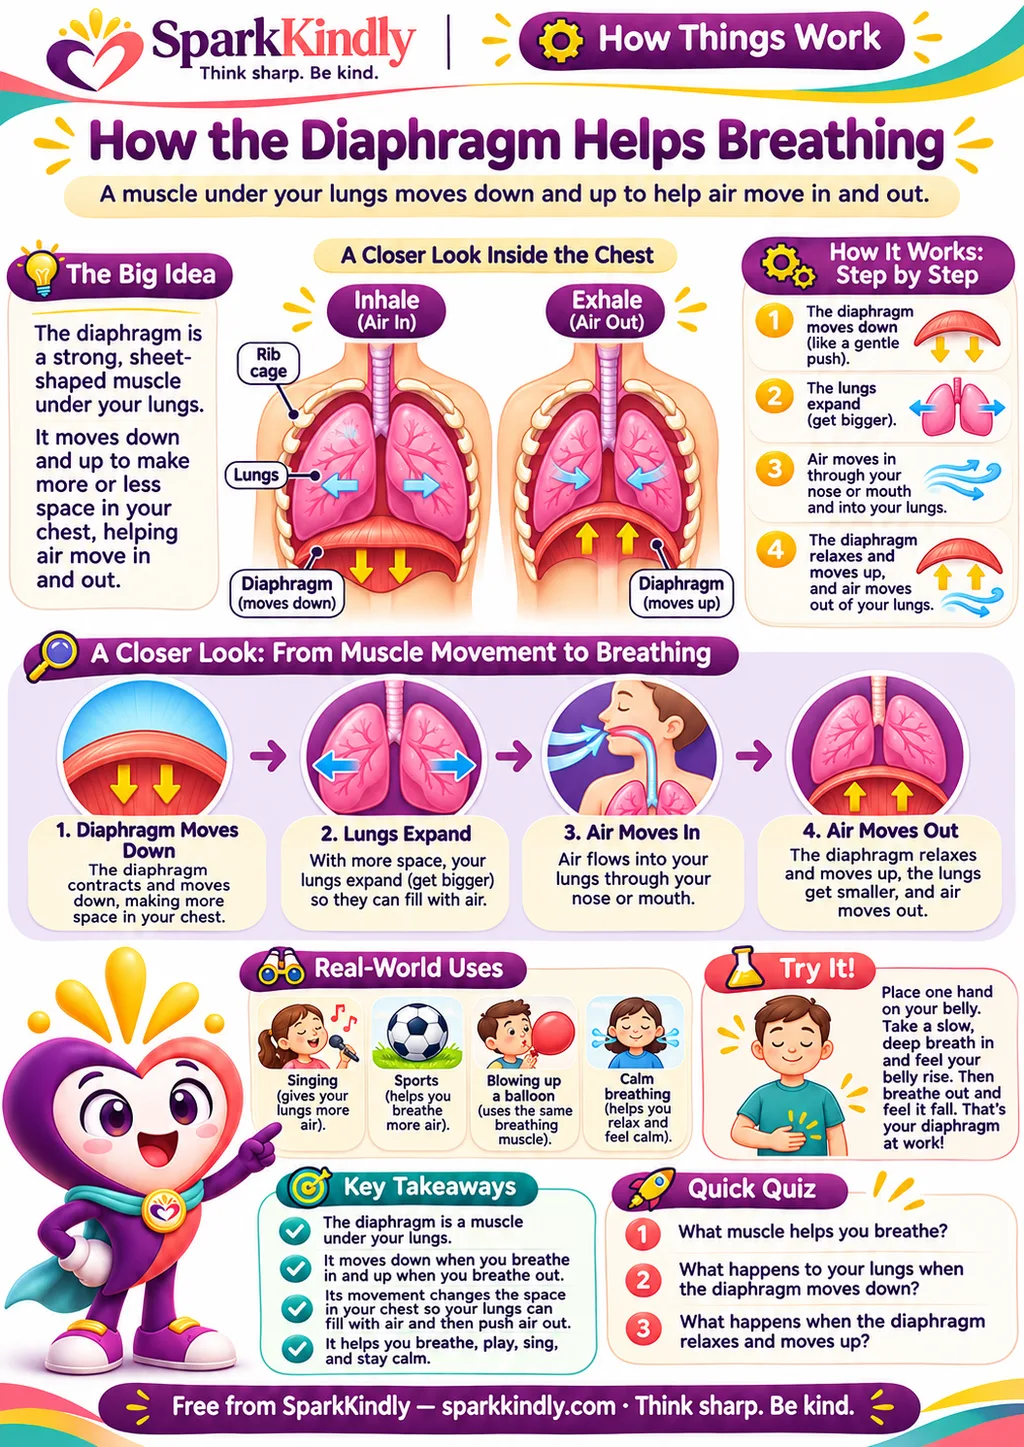 SparkKindly
Think sharp. Be kind.
How Things Work
How the Diaphragm Helps Breathing
A muscle under your lungs moves down and up to help air move in and out.
The Big Idea
The diaphragm is
a strong, sheet-
shaped muscle
under your lungs.
It moves down
and up to make
more or less
space in your
chest, helping
air move in
and out.
A Closer Look Inside the Chest
Inhale
(Air In)
Exhale
(Air Out)
Rib
cage
Lungs
Diaphragm
(moves down)
Diaphragm
(moves up)
How It Works:
Step by Step
1
The diaphragm
moves down
(like a gentle
push).
2
The lungs
expand
(get bigger).
3
Air moves in
through your
nose or mouth
and into your lungs.
4
The diaphragm
relaxes and
moves up,
and air moves
out of your lungs.
A Closer Look: From Muscle Movement to Breathing
1. Diaphragm Moves
Down
The diaphragm
contracts and moves
down, making more
space in your chest.
2. Lungs Expand
With more space, your
lungs expand (get bigger)
so they can fill with air.
3. Air Moves In
Air flows into your
lungs through your
nose or mouth.
4. Air Moves Out
The diaphragm relaxes
and moves up, the lungs
get smaller, and air
moves out.
Real-World Uses
Singing
(gives your
lungs more
air).
Sports
(helps you
breathe
more air).
Blowing up
a balloon
(uses the same
breathing
muscle).
Calm
breathing
(helps you
relax and
feel calm).
Try It!
Place one hand
on your belly.
Take a slow,
deep breath in
and feel your
belly rise. Then
breathe out and
feel it fall. That's
your diaphragm
at work!
Key Takeaways
The diaphragm is a muscle
under your lungs.
It moves down when you breathe
in and up when you breathe out.
Its movement changes the space
in your chest so your lungs can
fill with air and then push air out.
It helps you breathe, play, sing,
and stay calm.
Quick Quiz
1
What muscle helps you breathe?
2
What happens to your lungs when
the diaphragm moves down?
3
What happens when the diaphragm
relaxes and moves up?
Free from SparkKindly — sparkkindly.com · Think sharp. Be kind.